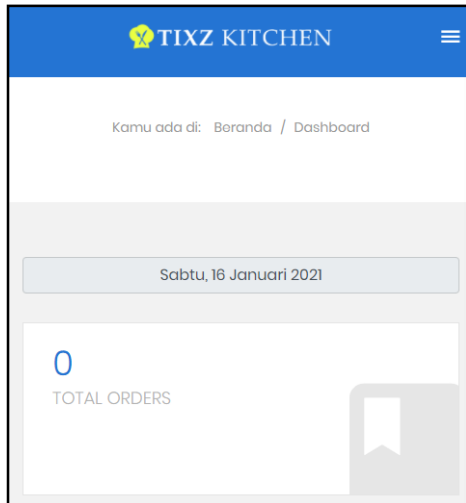 TIXZ KITCHEN
Kamu ada di: Beranda / Dashboard
Sabtu, 16 Januari 2021
0
TOTAL ORDERS